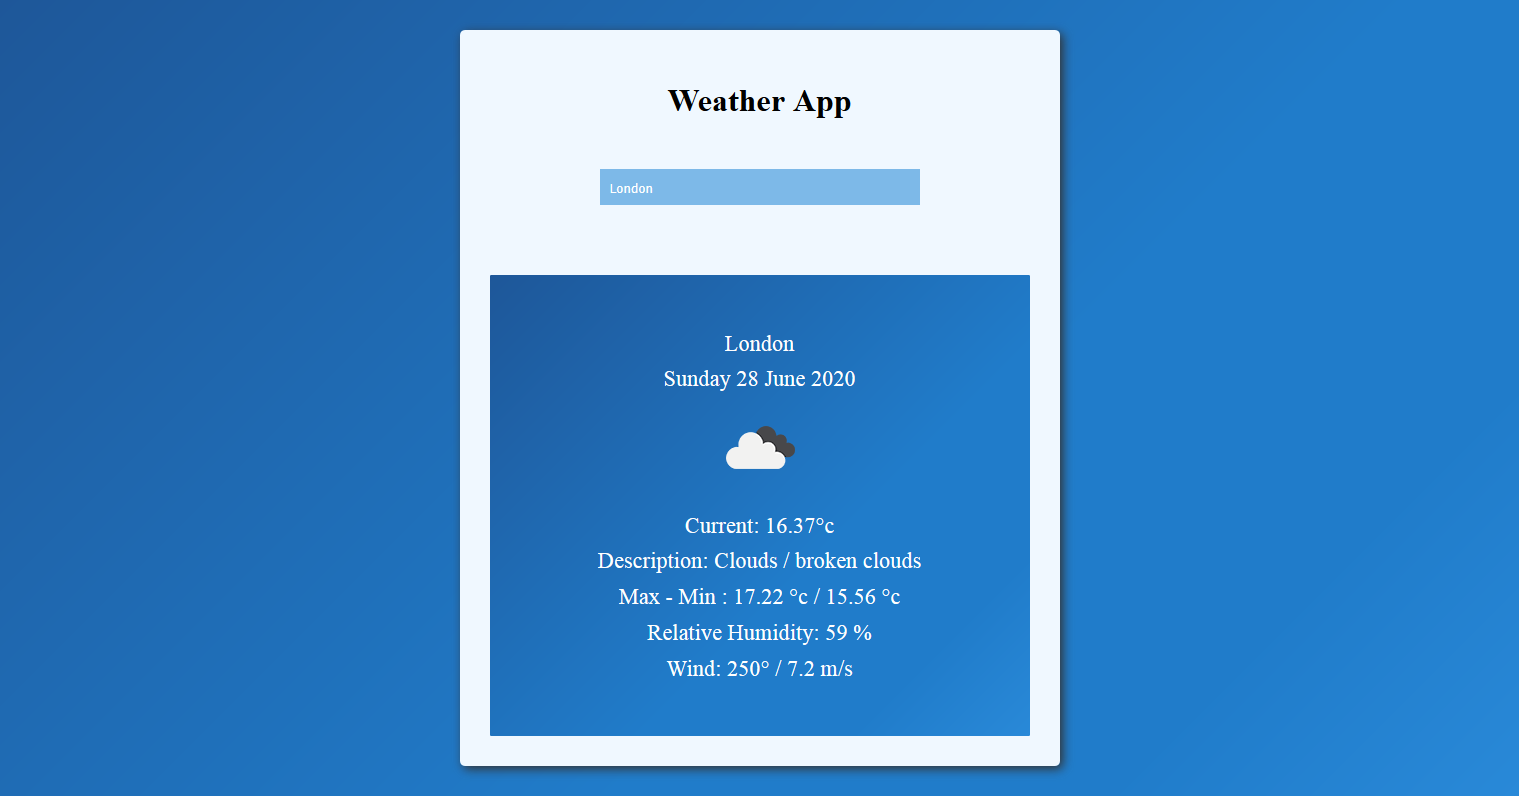 Weather App
London
London
Sunday 28 June 2020
Current: 16.37°c
Description: Clouds / broken clouds
Max - Min : 17.22 °c / 15.56 °c
Relative Humidity: 59 %
Wind: 250° / 7.2 m/s